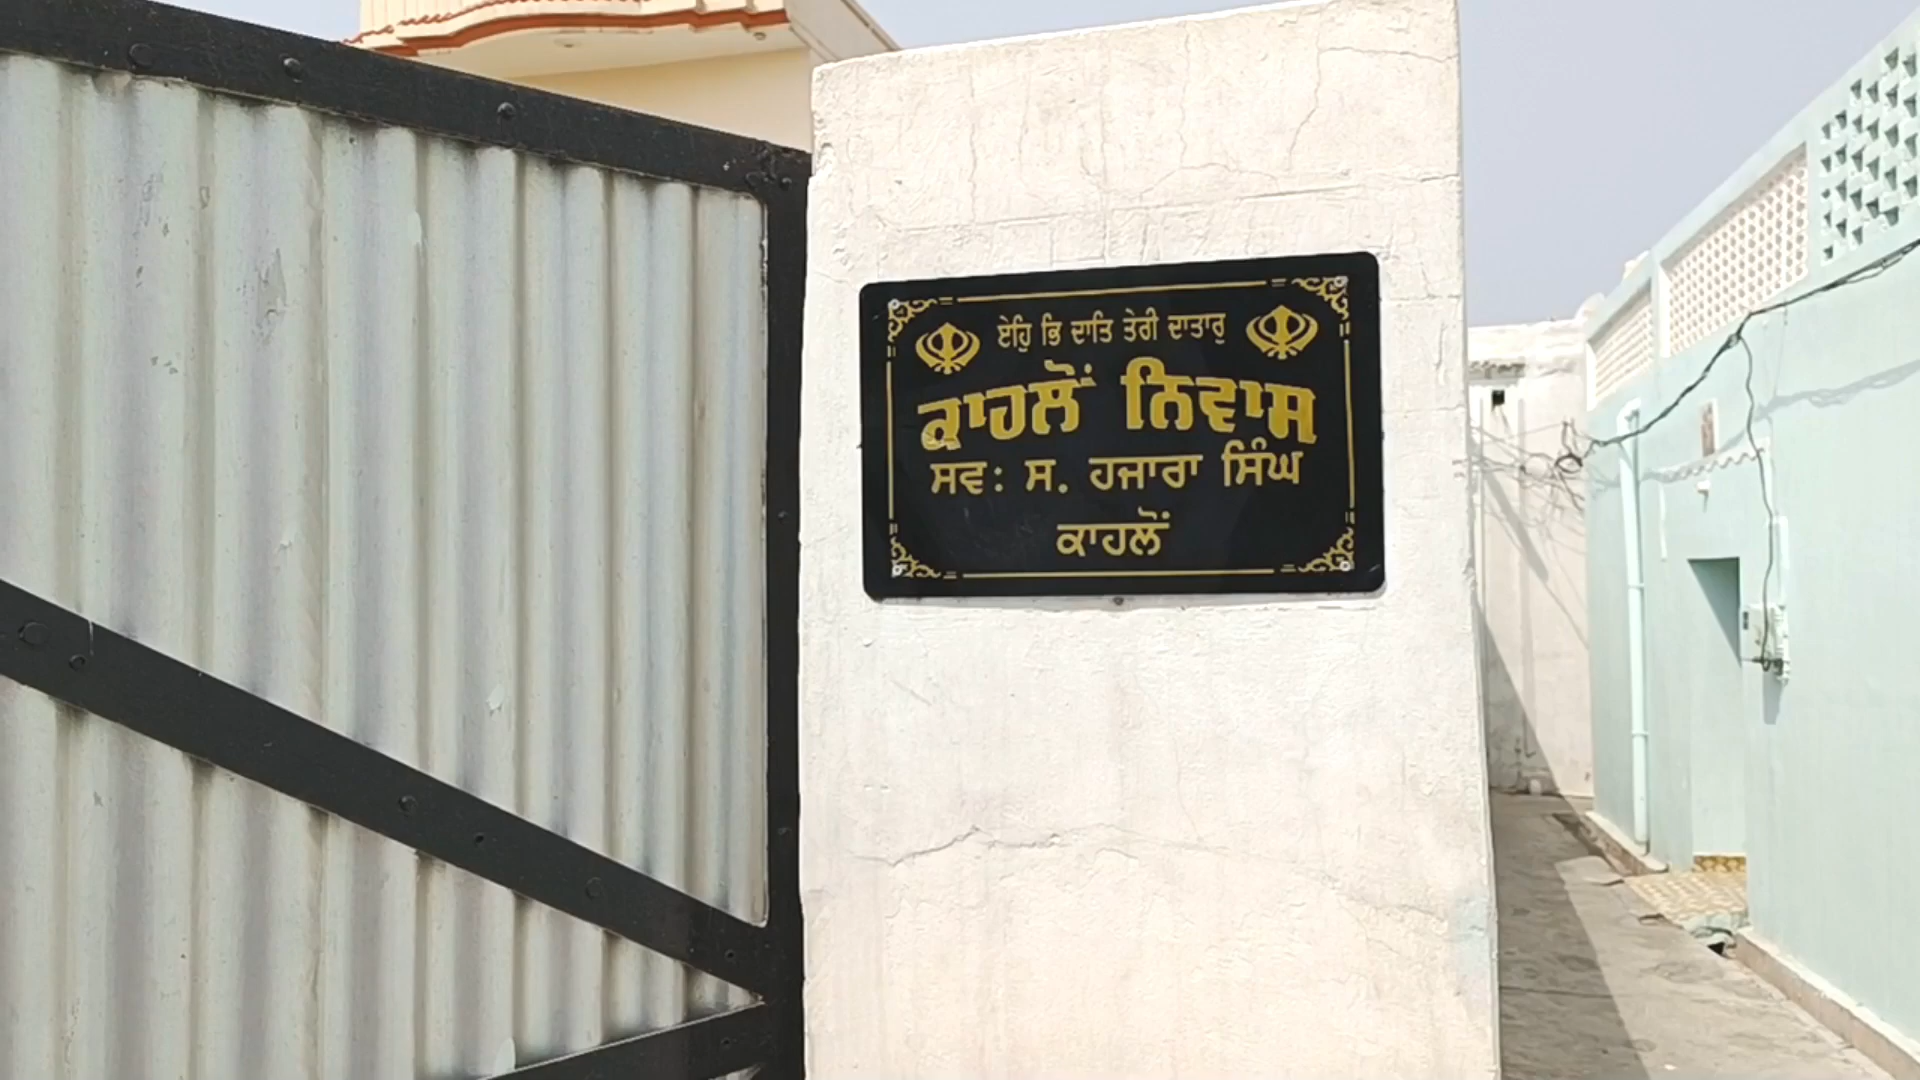 ਏਹਿ ਭਿ ਦਾਤਿ ਤੇਰੀ ਦਾਤਾਰੁ
ਕਾਹਲੋਂ ਨਿਵਾਸ
ਸਵ: ਸ. ਹਜਾਰਾ ਸਿੰਘ
ਕਾਹਲੋਂ